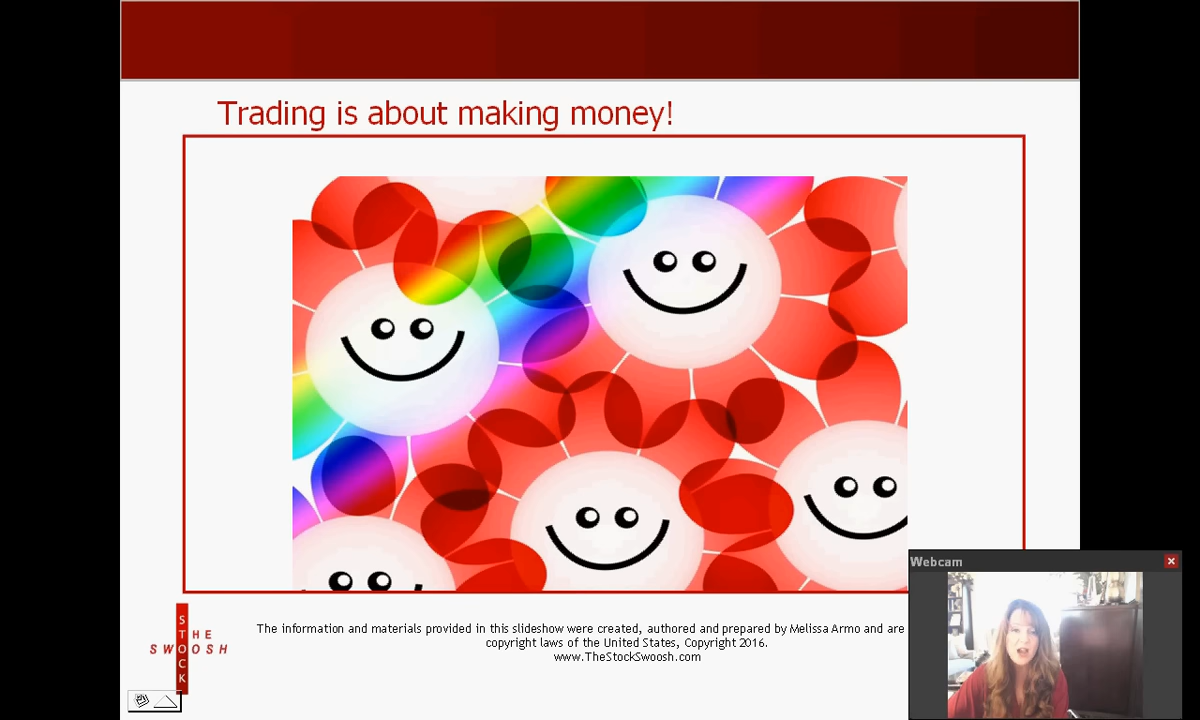 Trading is about making money!
Webcam
STOCK
THE
SWOOSH
The information and materials provided in this slideshow were created, authored and prepared by Melissa Armo and are
copyright laws of the United States, Copyright 2016.
www.TheStockSwoosh.com